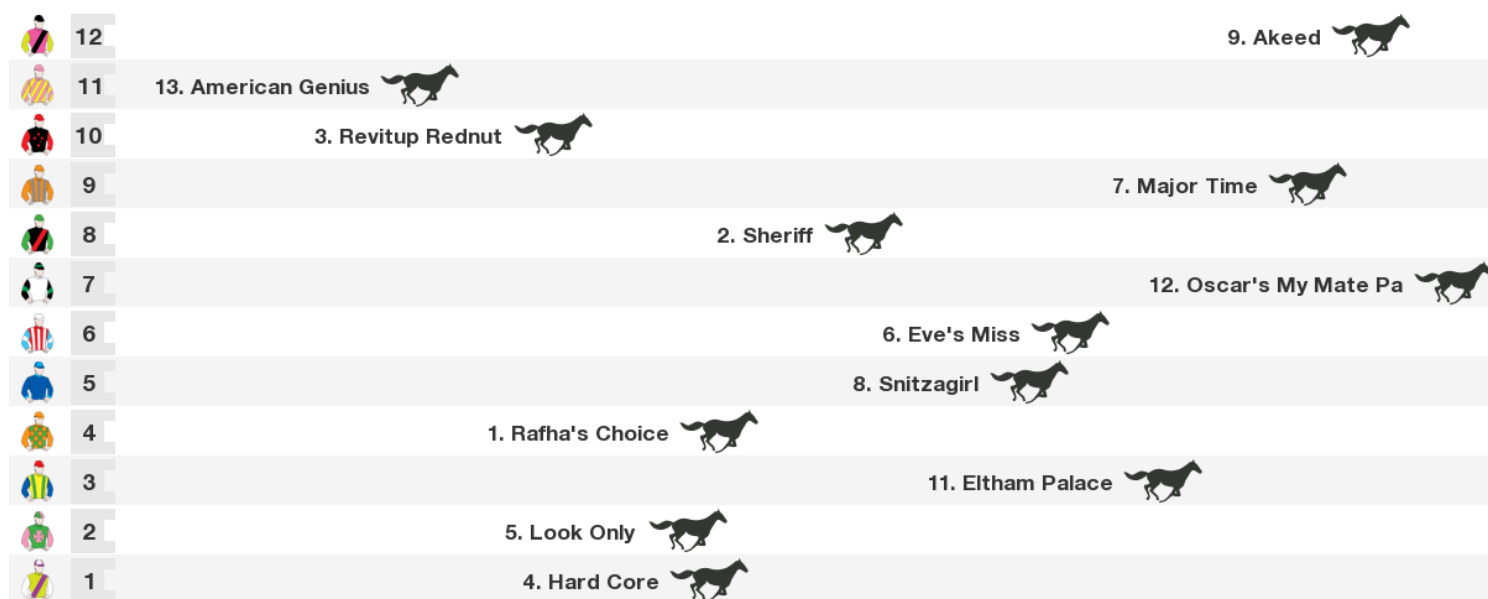 12 9. Akeed
11 13. American Genius
10 3. Revitup Rednut
9 7. Major Time
8 2. Sheriff
7 12. Oscar's My Mate Pa
6 6. Eve's Miss
5 8. Snitzagirl
4 1. Rafha's Choice
3 11. Eltham Palace
2 5. Look Only
1 4. Hard Core